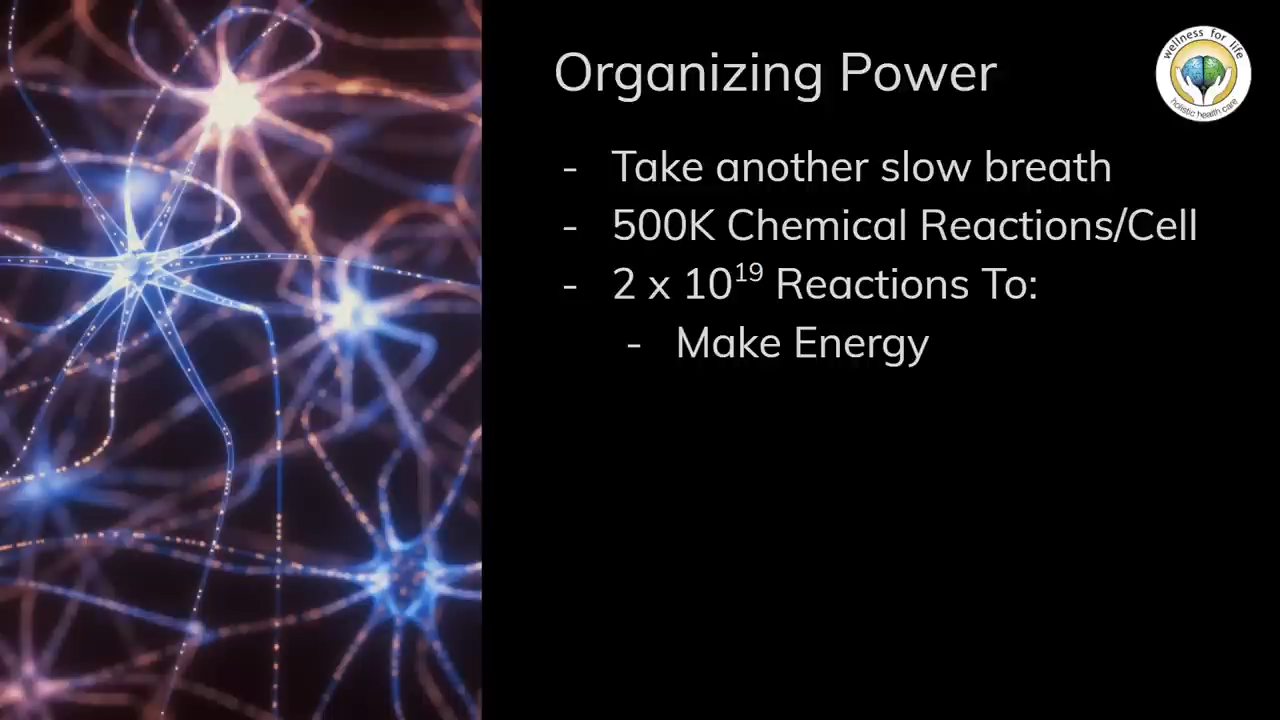 Organizing Power
wellness for life
holistic health care
- Take another slow breath
- 500K Chemical Reactions/Cell
- 2 x 10¹⁹ Reactions To:
- Make Energy